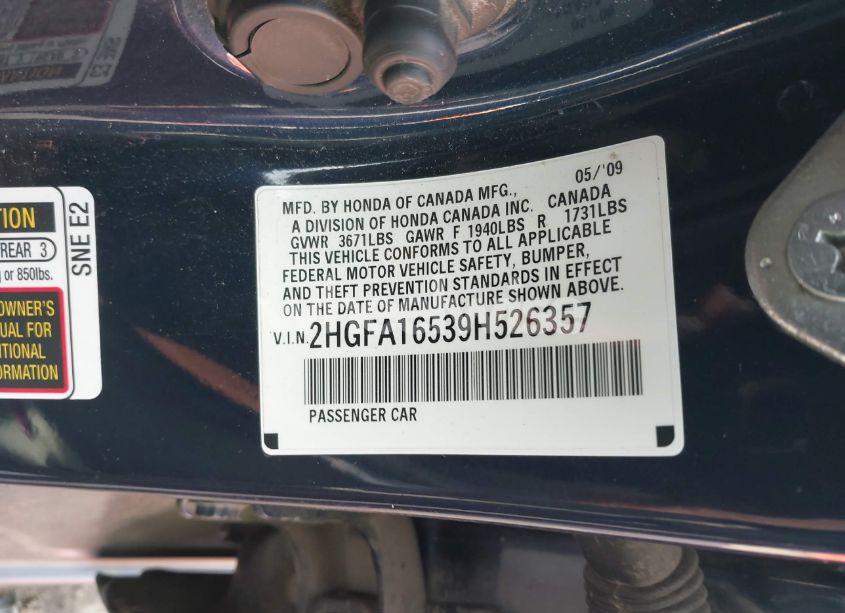 05/'09
MFD. BY HONDA OF CANADA MFG.,
A DIVISION OF HONDA CANADA INC. CANADA
GVWR 3671LBS GAWR F 1940LBS R 1731LBS
THIS VEHICLE CONFORMS TO ALL APPLICABLE
FEDERAL MOTOR VEHICLE SAFETY, BUMPER,
AND THEFT PREVENTION STANDARDS IN EFFECT
ON THE DATE OF MANUFACTURE SHOWN ABOVE.
V.I.N. 2HGFA16539H526357
PASSENGER CAR
TION
REAR 3
g or 850lbs.
OWNER'S
UAL FOR
ITIONAL
ORMATION
SNE E2